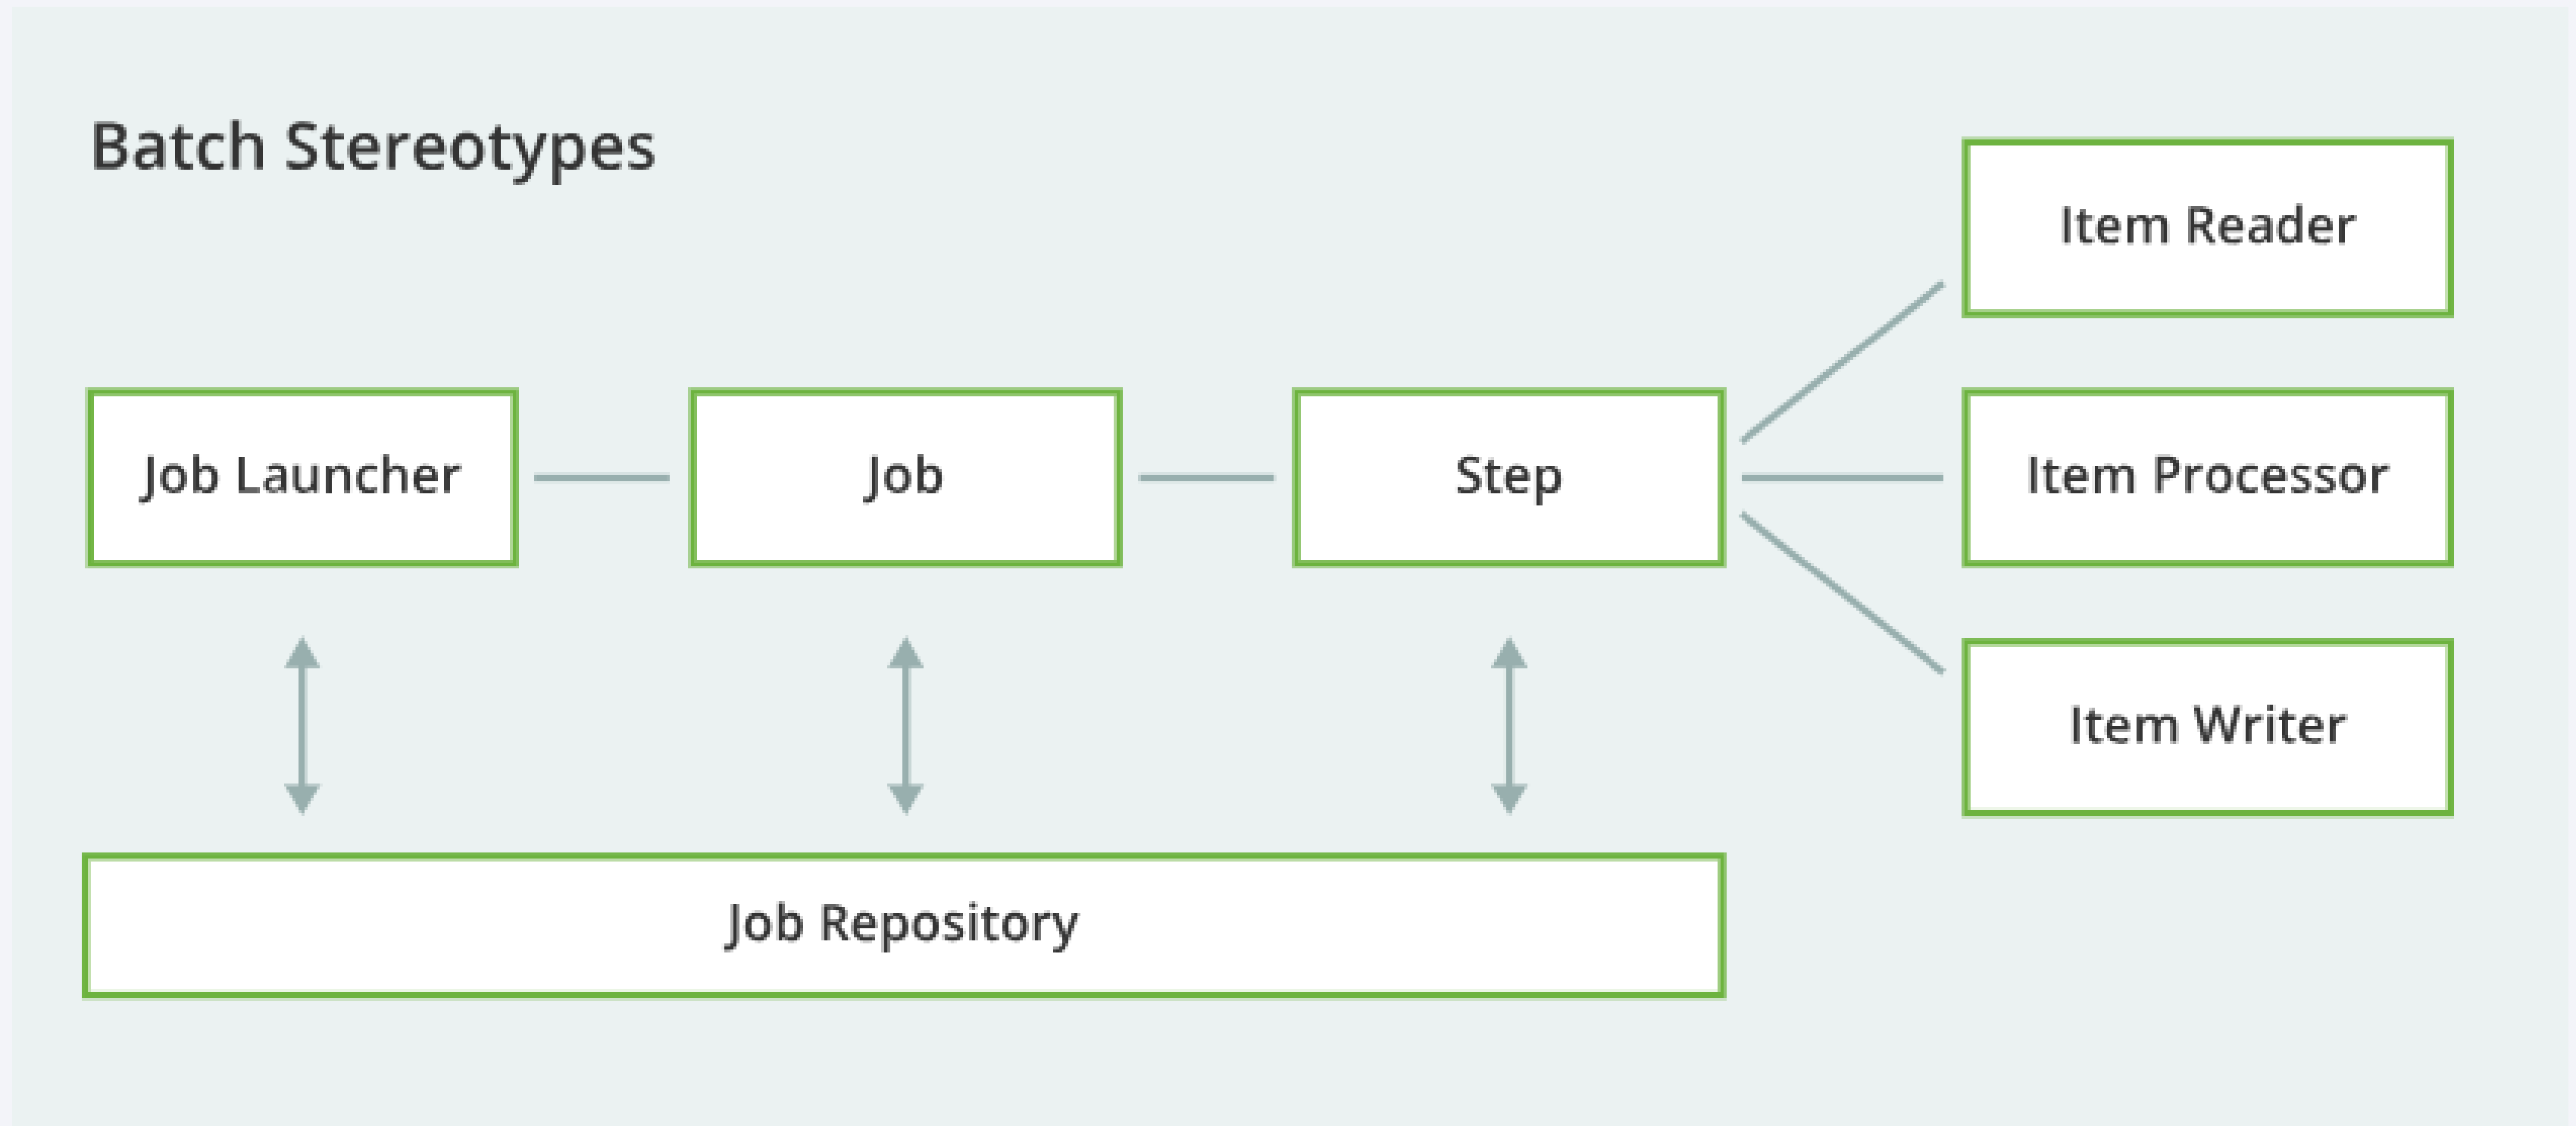 Batch Stereotypes
Item Reader
Job Launcher
Job
Step
Item Processor
Item Writer
Job Repository